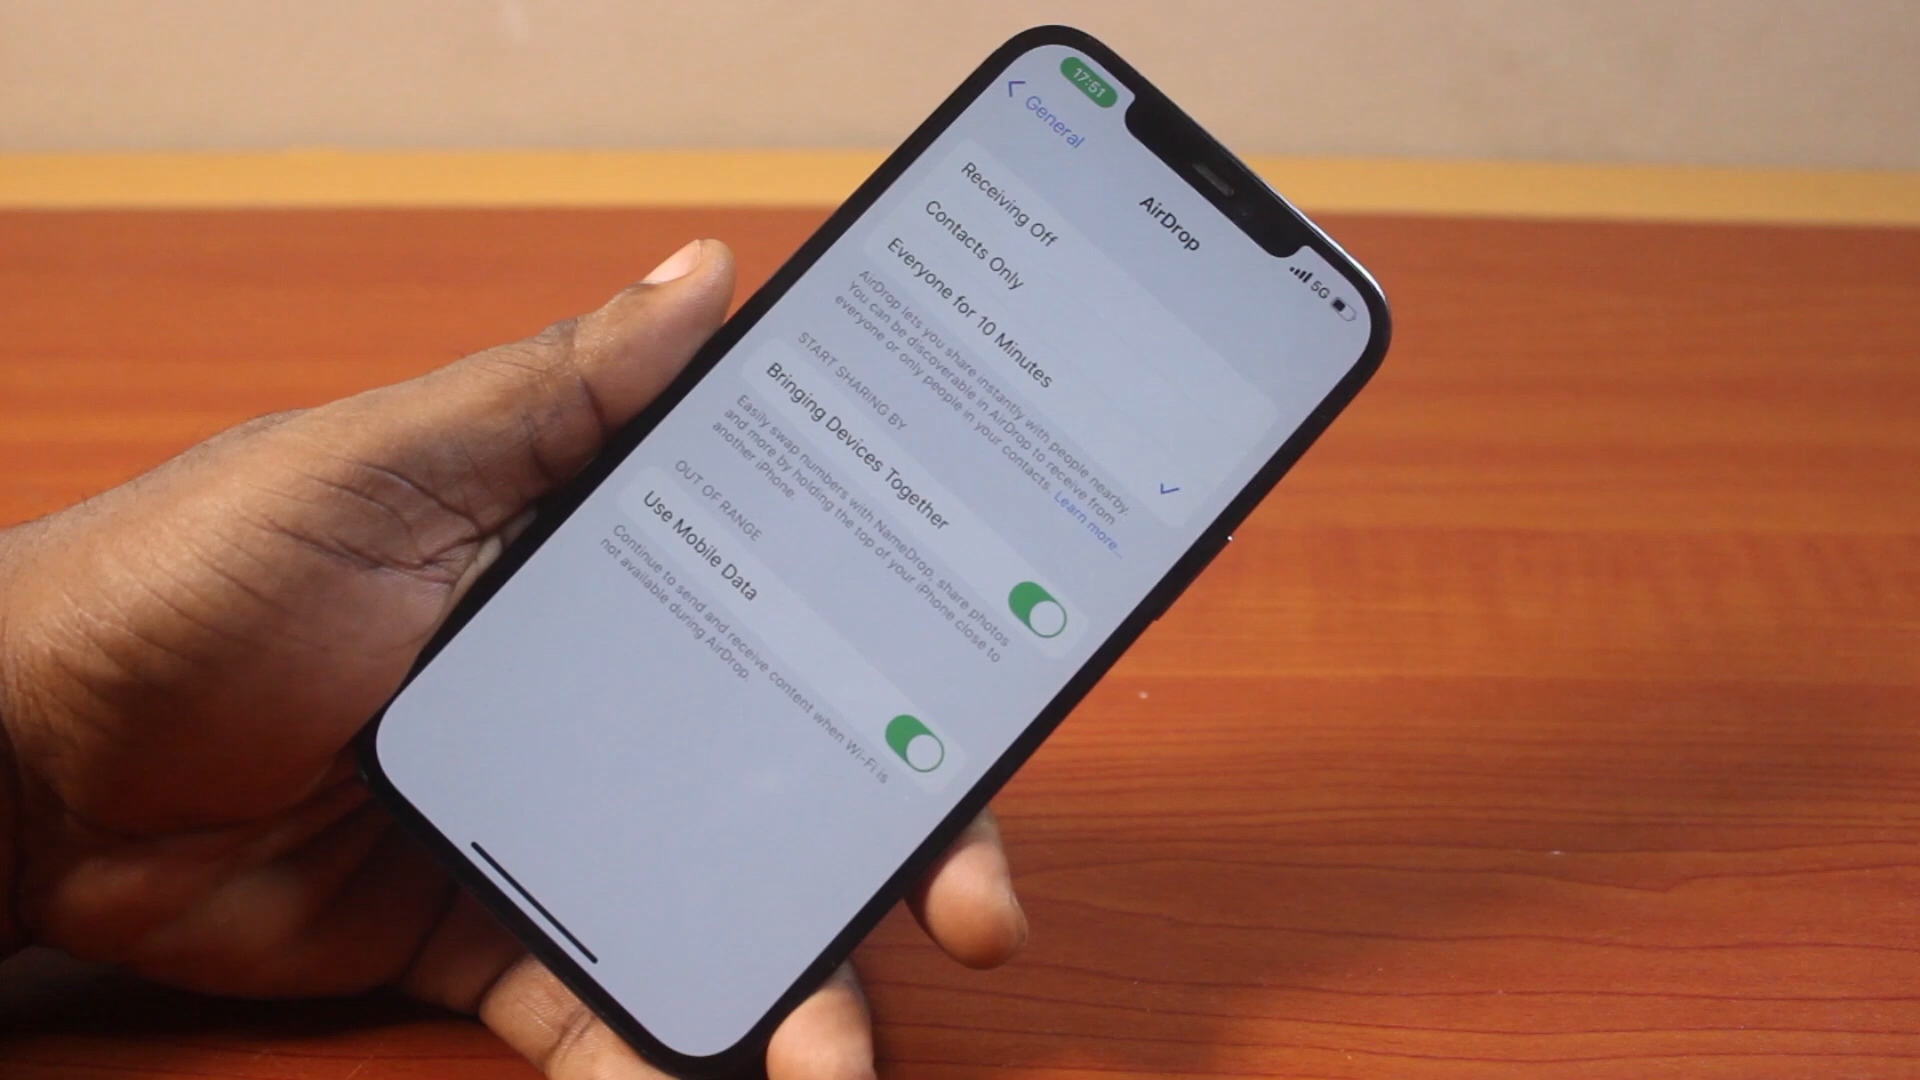 17:51
5G
General
AirDrop
Receiving Off
Contacts Only
Everyone for 10 Minutes
AirDrop lets you share instantly with people nearby.
You can be discoverable in AirDrop to receive from
everyone or only people in your contacts. Learn more...
START SHARING BY
Bringing Devices Together
Easily swap numbers with NameDrop, share photos
and more by holding the top of your iPhone close to
another iPhone.
OUT OF RANGE
Use Mobile Data
Continue to send and receive content when Wi-Fi is
not available during AirDrop.